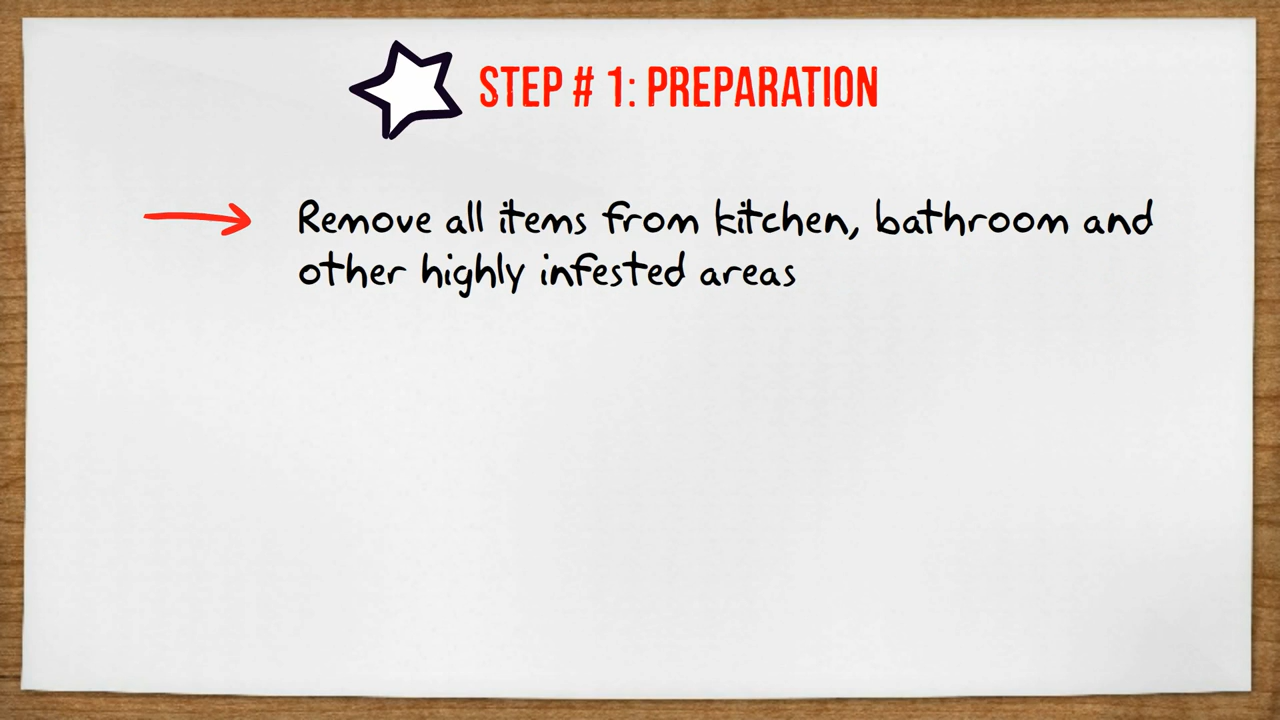 STEP # 1: PREPARATION
Remove all items from kitchen, bathroom and
other highly infested areas